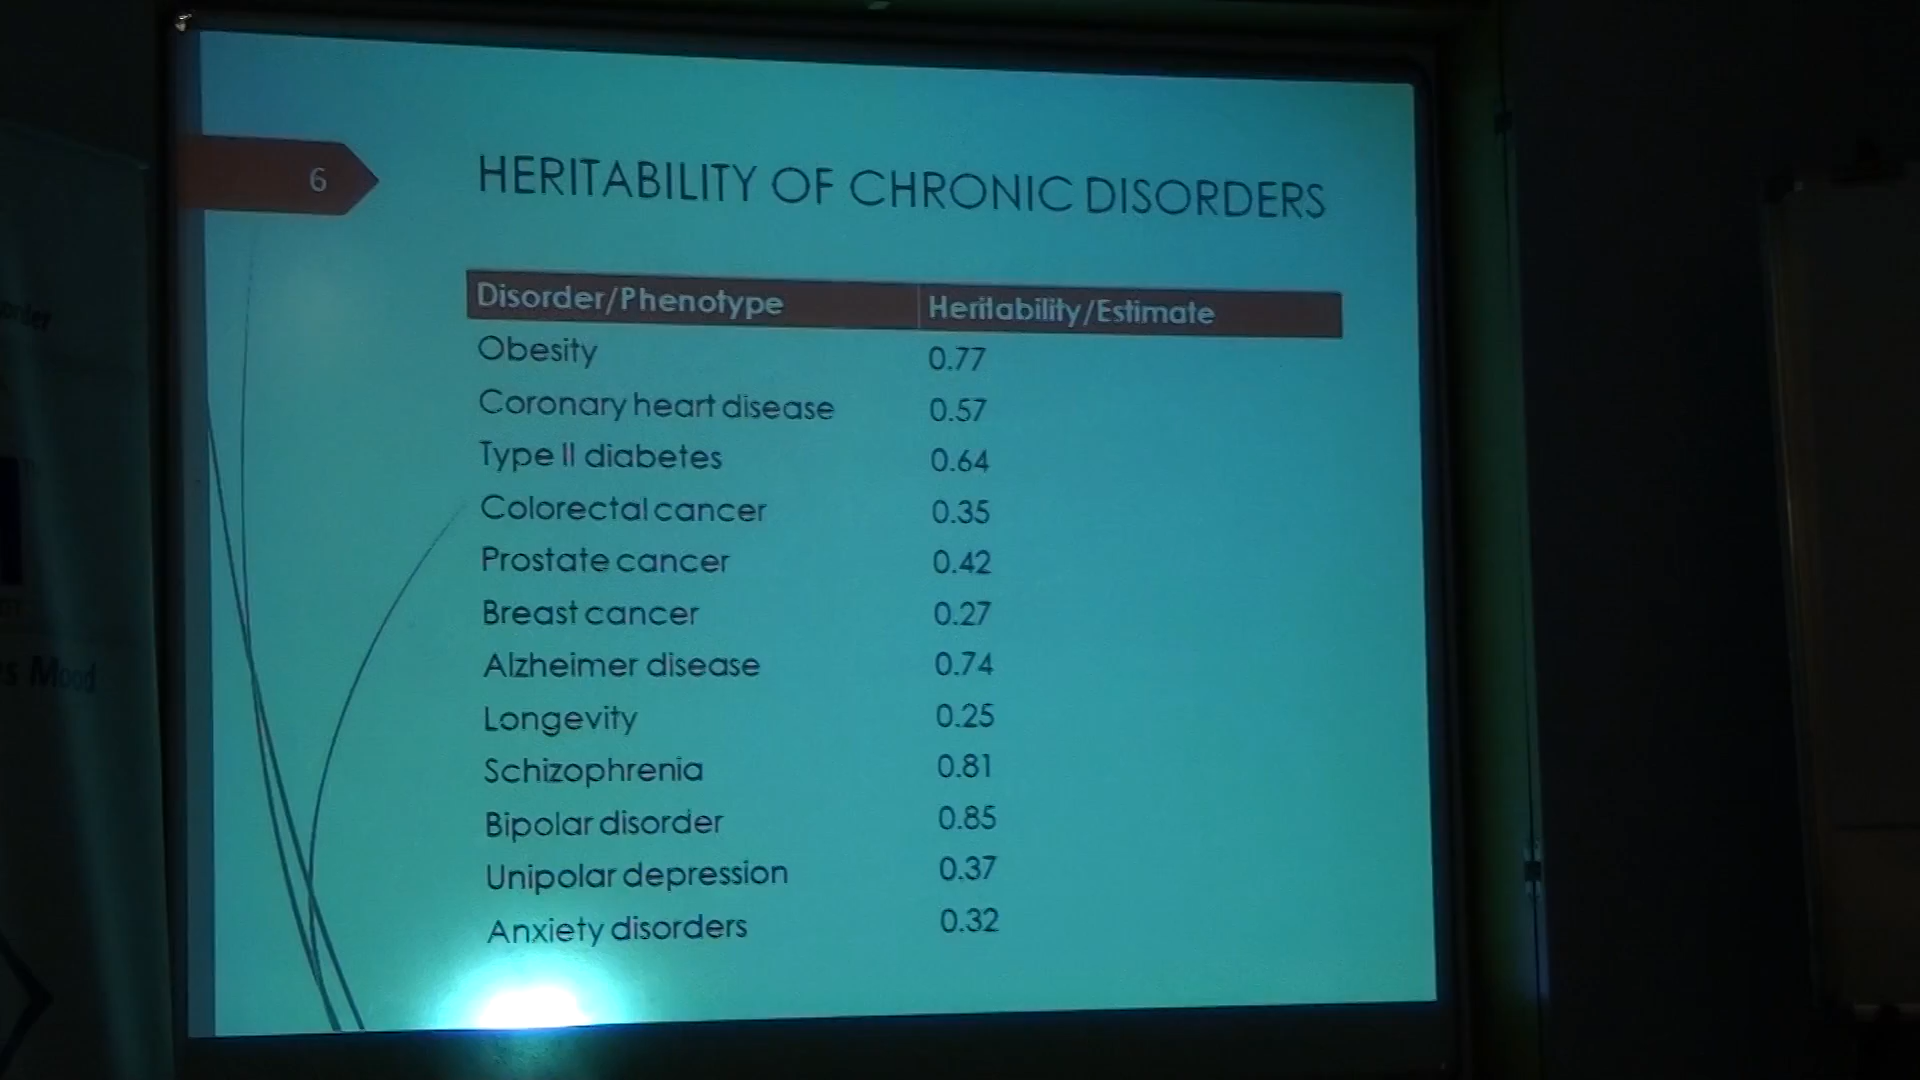 6
HERITABILITY OF CHRONIC DISORDERS
Disorder/Phenotype Heritability/Estimate
Obesity 0.77
Coronary heart disease 0.57
Type II diabetes 0.64
Colorectal cancer 0.35
Prostate cancer 0.42
Breast cancer 0.27
Alzheimer disease 0.74
Longevity 0.25
Schizophrenia 0.81
Bipolar disorder 0.85
Unipolar depression 0.37
Anxiety disorders 0.32
Mood